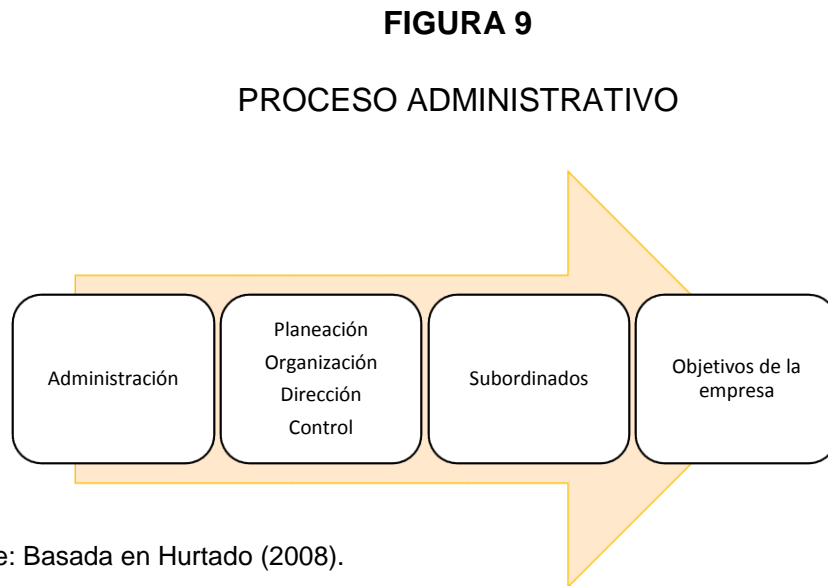 FIGURA 9
PROCESO ADMINISTRATIVO
Administración
Planeación
Organización
Dirección
Control
Subordinados
Objetivos de la
empresa
e: Basada en Hurtado (2008).